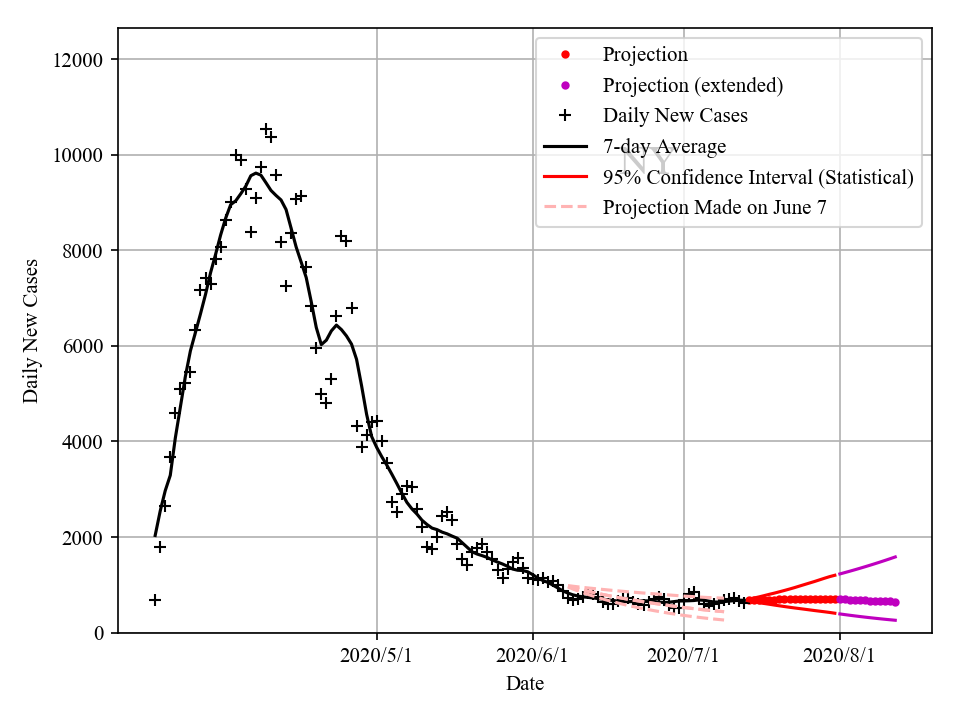 12000
10000
8000
6000
4000
2000
0
Daily New Cases
2020/5/1
2020/6/1
2020/7/1
2020/8/1
Date
NY
Projection
Projection (extended)
Daily New Cases
7-day Average
95% Confidence Interval (Statistical)
Projection Made on June 7